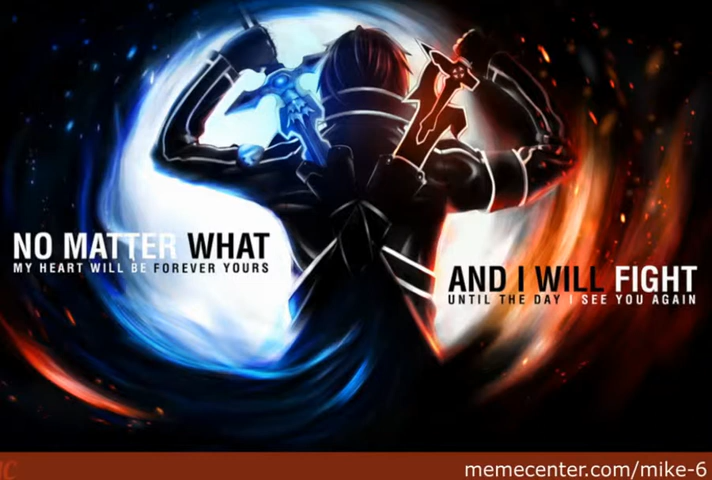 NO MATTER WHAT
MY HEART WILL BE FOREVER YOURS
AND I WILL FIGHT
UNTIL THE DAY I SEE YOU AGAIN
memecenter.com/mike-6